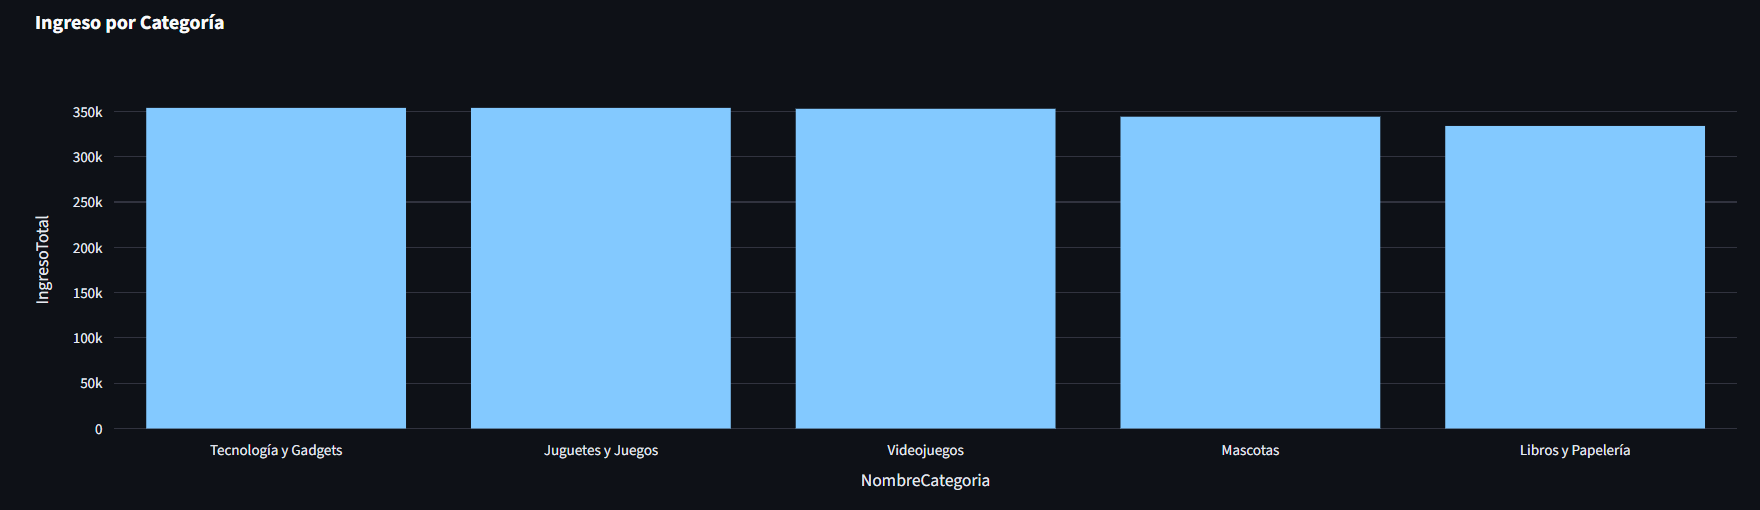 Ingreso por Categoría
350k
300k
250k
200k
150k
100k
50k
0
IngresoTotal
Tecnología y Gadgets
Juguetes y Juegos
Videojuegos
Mascotas
Libros y Papelería
NombreCategoria